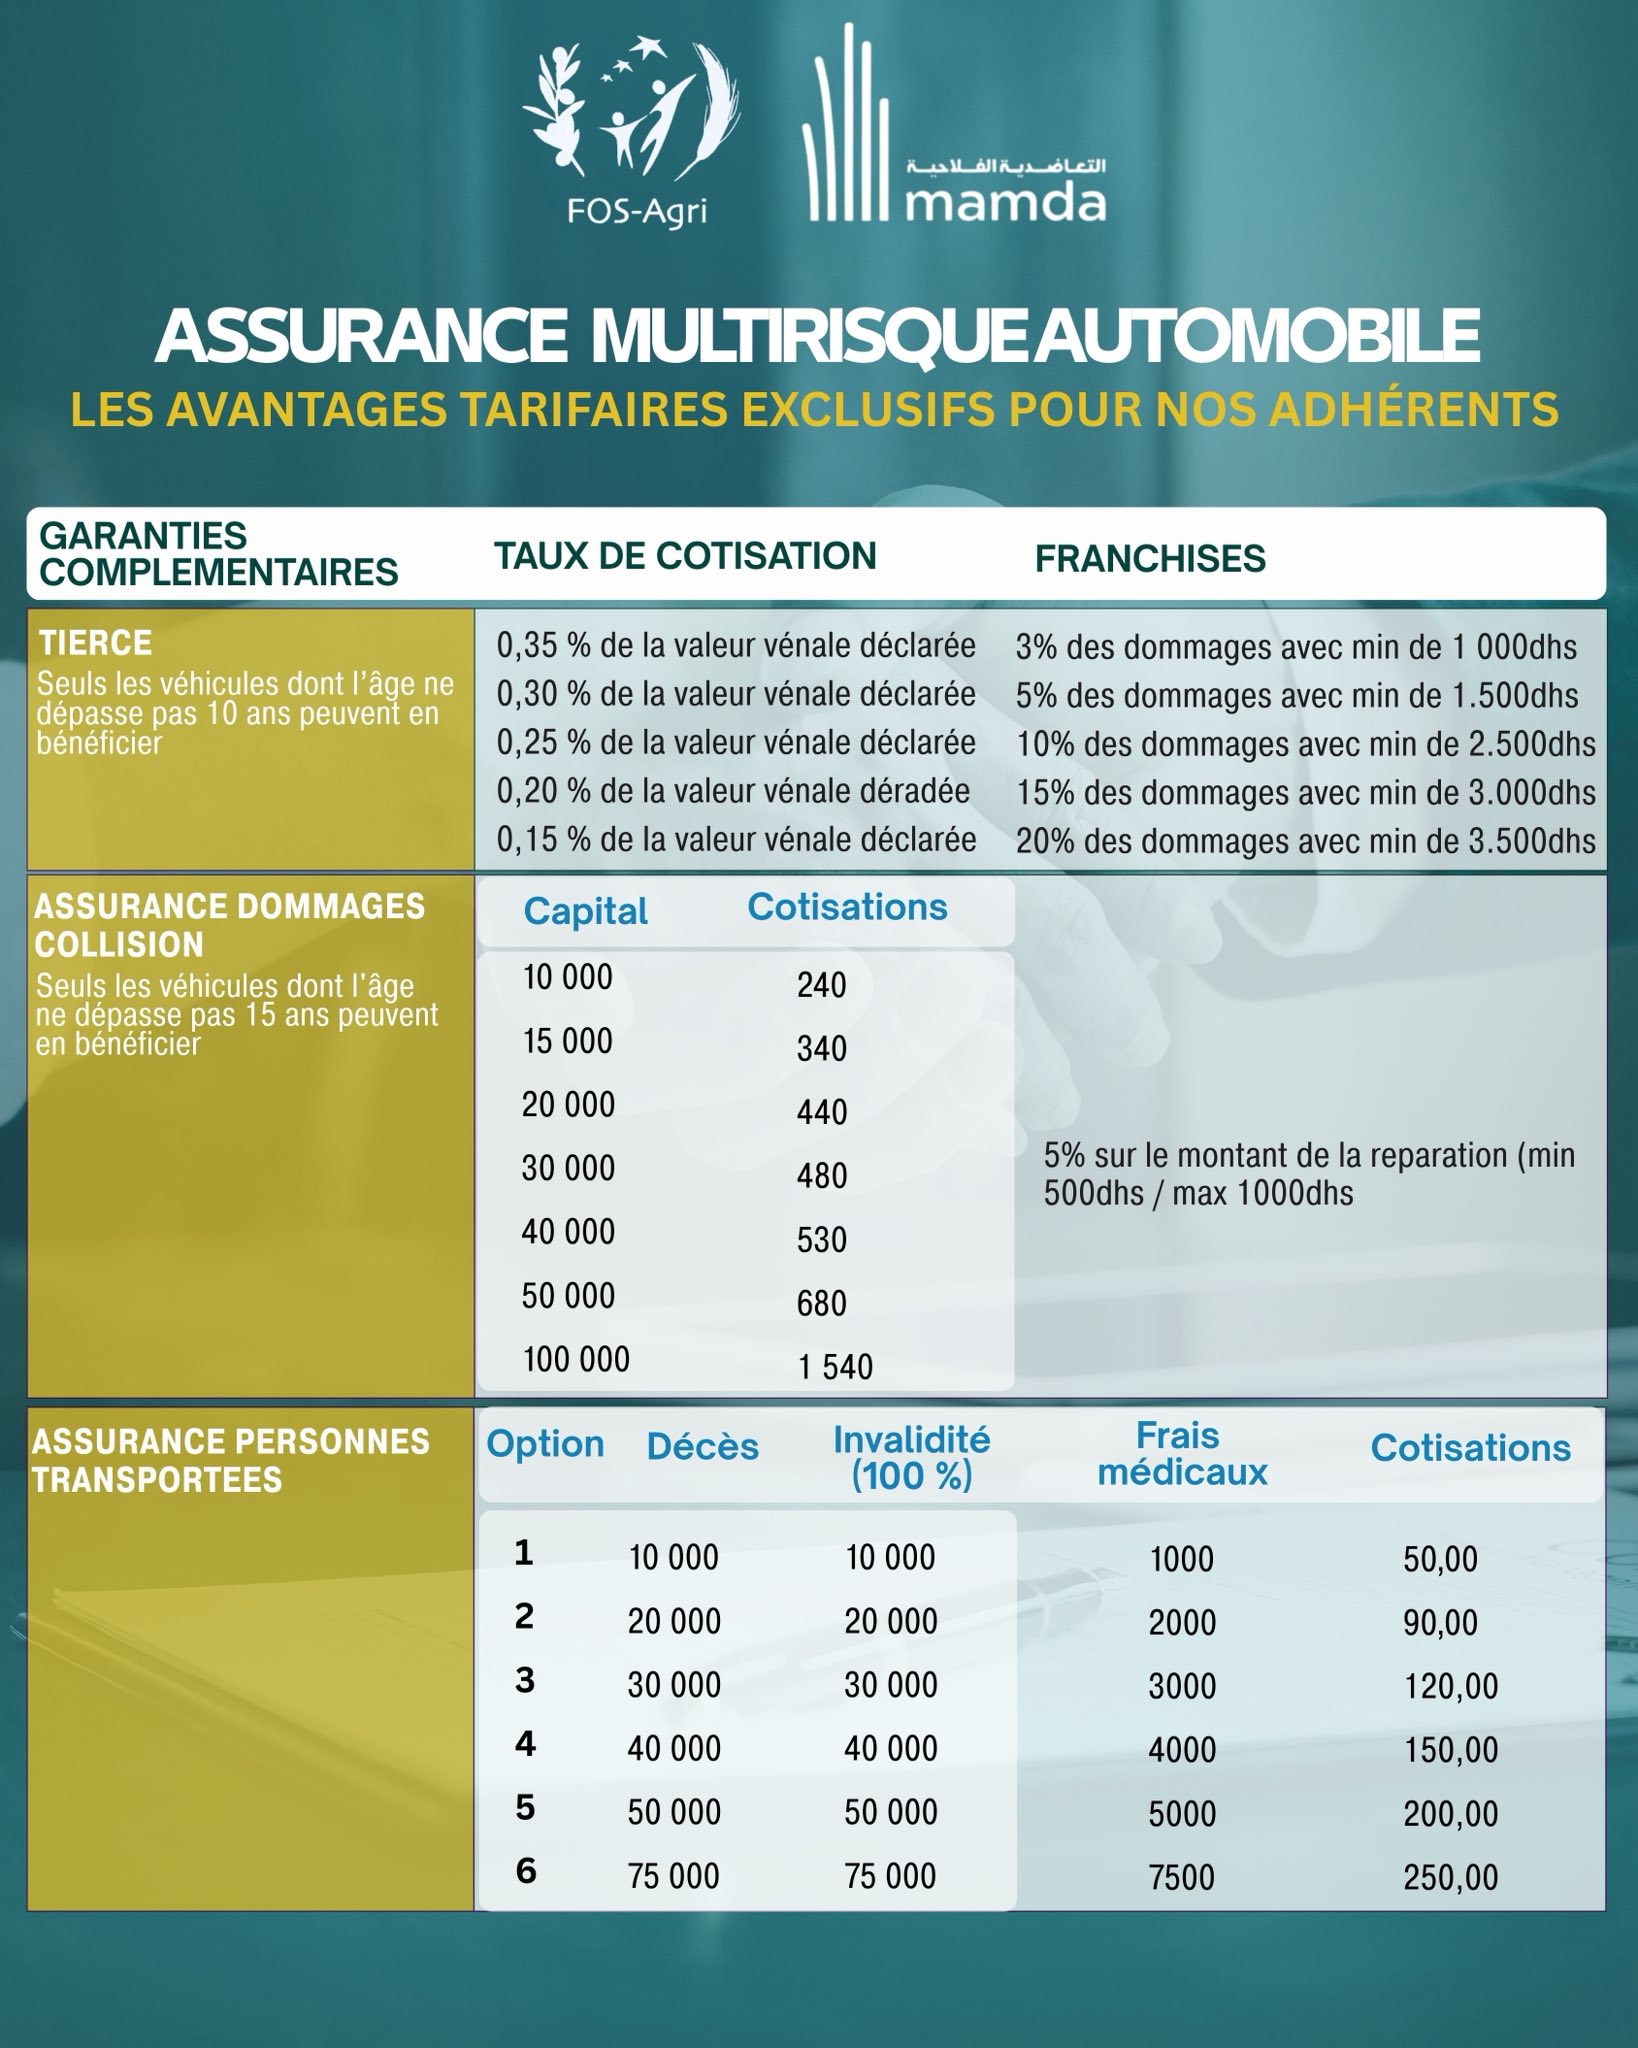 FOS-Agri
التعاضدية الفلاحية
mamda
ASSURANCE MULTIRISQUE AUTOMOBILE
LES AVANTAGES TARIFAIRES EXCLUSIFS POUR NOS ADHÉRENTS
GARANTIES
COMPLEMENTAIRES
TAUX DE COTISATION
FRANCHISES
TIERCE
Seuls les véhicules dont l'âge ne
dépasse pas 10 ans peuvent en
bénéficier
0,35 % de la valeur vénale déclarée 3% des dommages avec min de 1 000dhs
0,30 % de la valeur vénale déclarée 5% des dommages avec min de 1.500dhs
0,25 % de la valeur vénale déclarée 10% des dommages avec min de 2.500dhs
0,20 % de la valeur vénale déradée 15% des dommages avec min de 3.000dhs
0,15 % de la valeur vénale déclarée 20% des dommages avec min de 3.500dhs
ASSURANCE DOMMAGES
COLLISION
Seuls les véhicules dont l'âge
ne dépasse pas 15 ans peuvent
en bénéficier
Capital Cotisations
10 000 240
15 000 340
20 000 440
30 000 480
40 000 530
50 000 680
100 000 1 540
5% sur le montant de la reparation (min
500dhs / max 1000dhs
ASSURANCE PERSONNES
TRANSPORTEES
Option Décès Invalidité (100 %) Frais médicaux Cotisations
1 10 000 10 000 1000 50,00
2 20 000 20 000 2000 90,00
3 30 000 30 000 3000 120,00
4 40 000 40 000 4000 150,00
5 50 000 50 000 5000 200,00
6 75 000 75 000 7500 250,00